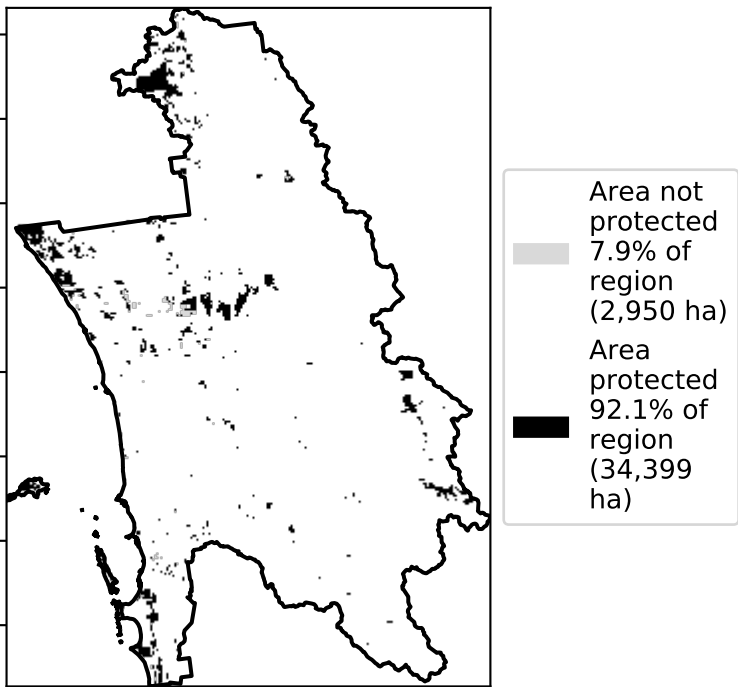 Area not
protected
7.9% of
region
(2,950 ha)
Area
protected
92.1% of
region
(34,399
ha)